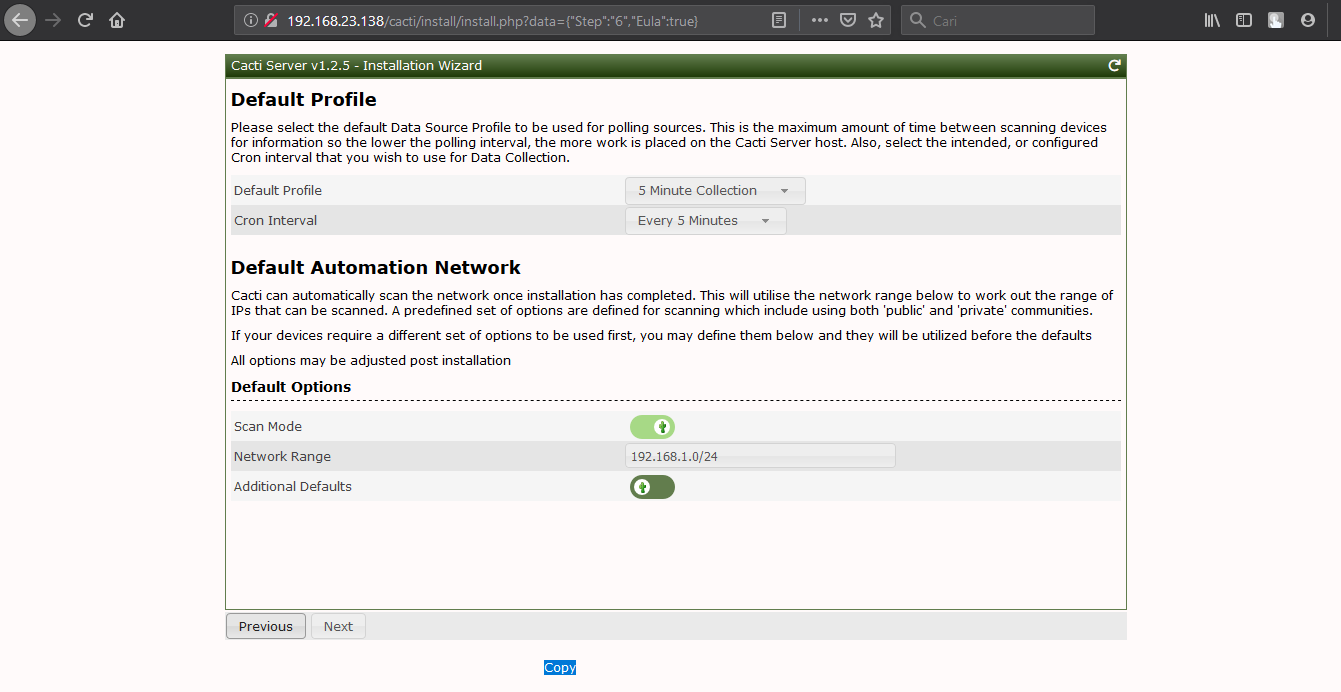 192.168.23.138/cacti/install/install.php?data={"Step":"6","Eula":true}
Cari
Cacti Server v1.2.5 - Installation Wizard
Default Profile
Please select the default Data Source Profile to be used for polling sources. This is the maximum amount of time between scanning devices
for information so the lower the polling interval, the more work is placed on the Cacti Server host. Also, select the intended, or configured
Cron interval that you wish to use for Data Collection.
Default Profile
5 Minute Collection
Cron Interval
Every 5 Minutes
Default Automation Network
Cacti can automatically scan the network once installation has completed. This will utilise the network range below to work out the range of
IPs that can be scanned. A predefined set of options are defined for scanning which include using both 'public' and 'private' communities.
If your devices require a different set of options to be used first, you may define them below and they will be utilized before the defaults
All options may be adjusted post installation
Default Options
Scan Mode
Network Range
192.168.1.0/24
Additional Defaults
Previous
Next
Copy